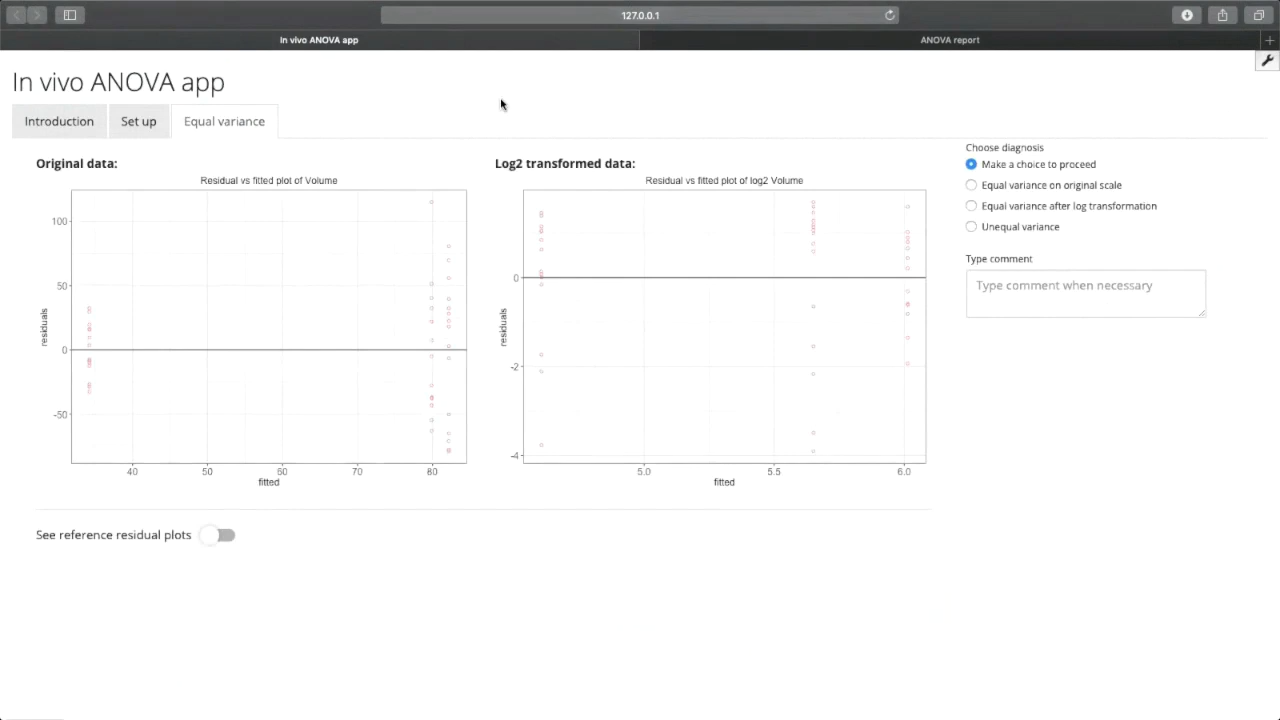 127.0.0.1
In vivo ANOVA app
ANOVA report
In vivo ANOVA app
Introduction
Set up
Equal variance
Original data:
Residual vs fitted plot of Volume
100
50
0
-50
residuals
40
50
60
70
80
fitted
Log2 transformed data:
Residual vs fitted plot of log2 Volume
0
-2
-4
residuals
5.0
5.5
6.0
fitted
See reference residual plots
Choose diagnosis
Make a choice to proceed
Equal variance on original scale
Equal variance after log transformation
Unequal variance
Type comment
Type comment when necessary